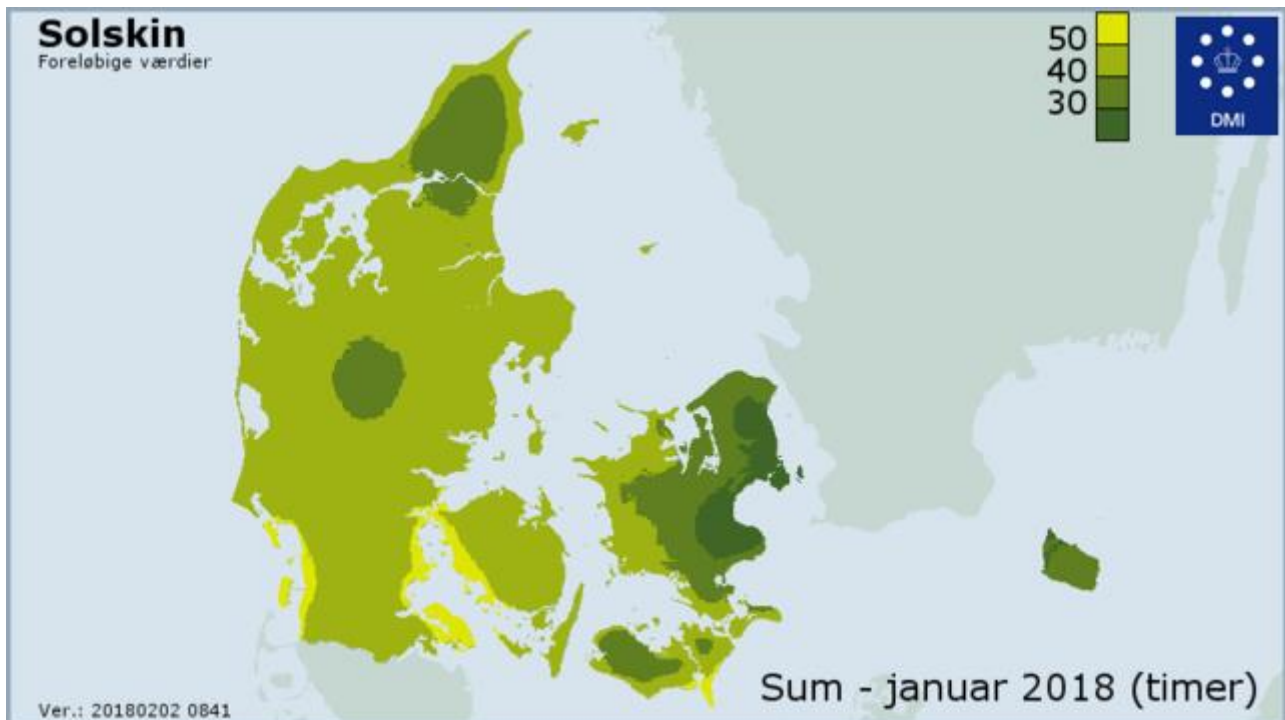 Solskin
Foreløbige værdier
50
40
30
DMI
Sum - januar 2018 (timer)
Ver.: 20180202 0841